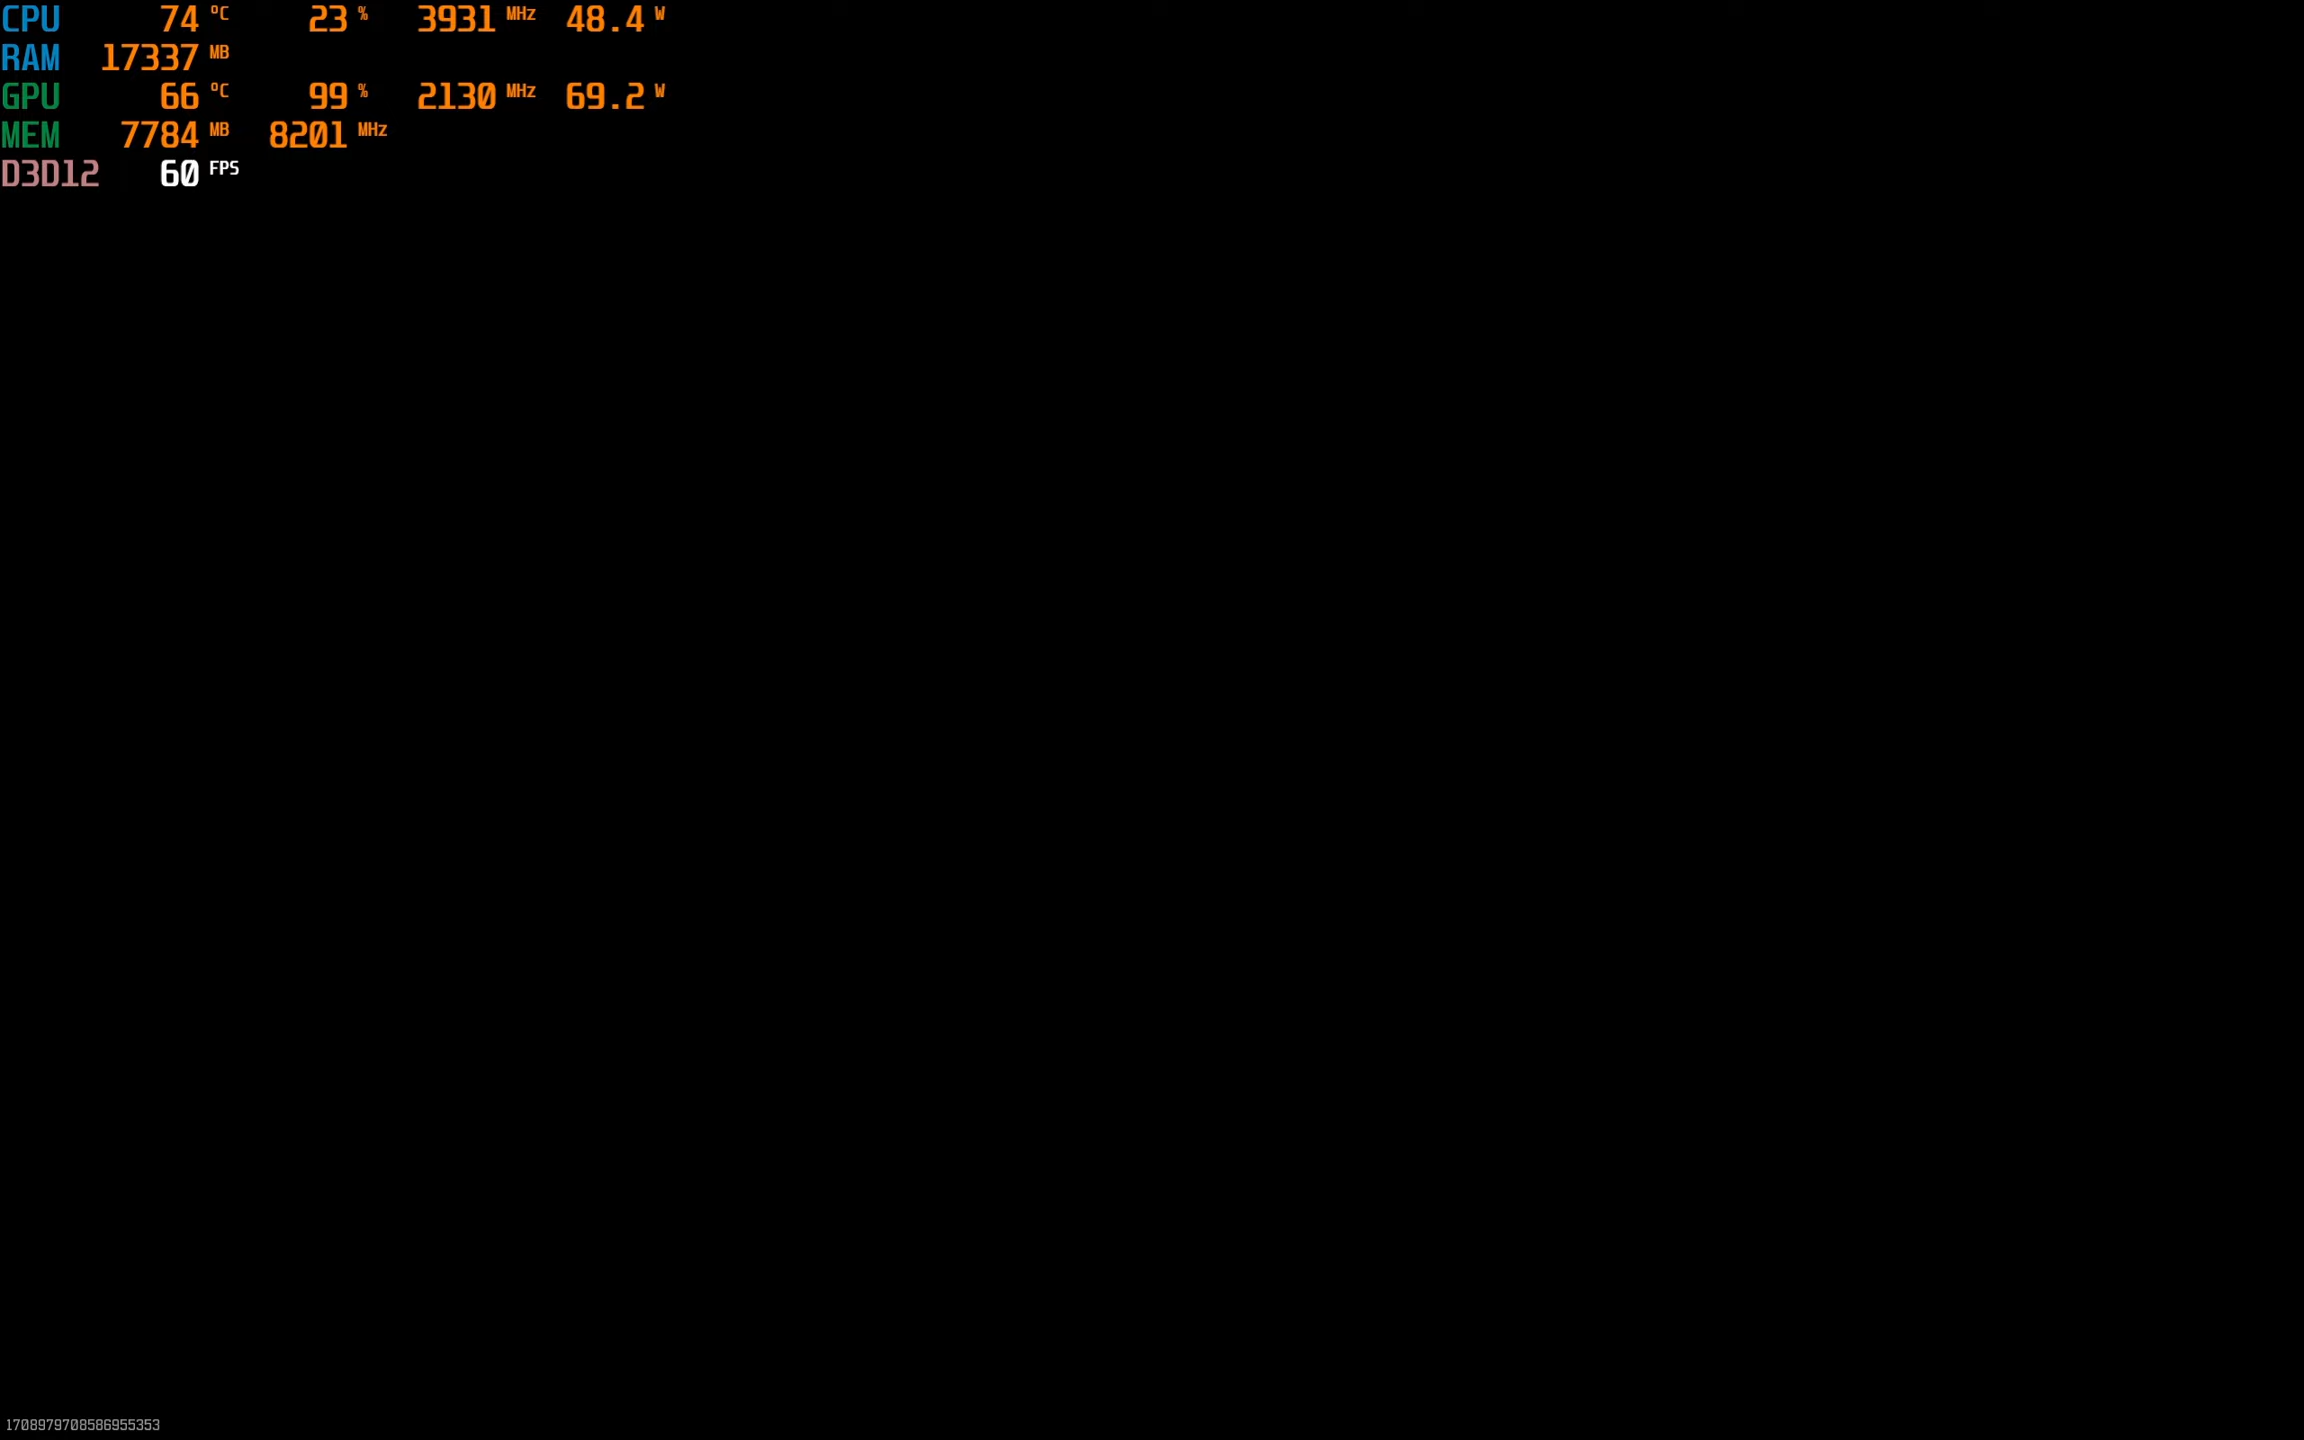 CPU 74 °C 23 % 3931 MHz 48.4 W
RAM 17337 MB
GPU 66 °C 99 % 2130 MHz 69.2 W
MEM 7784 MB 8201 MHz
D3D12 60 FPS
1708979708586955353